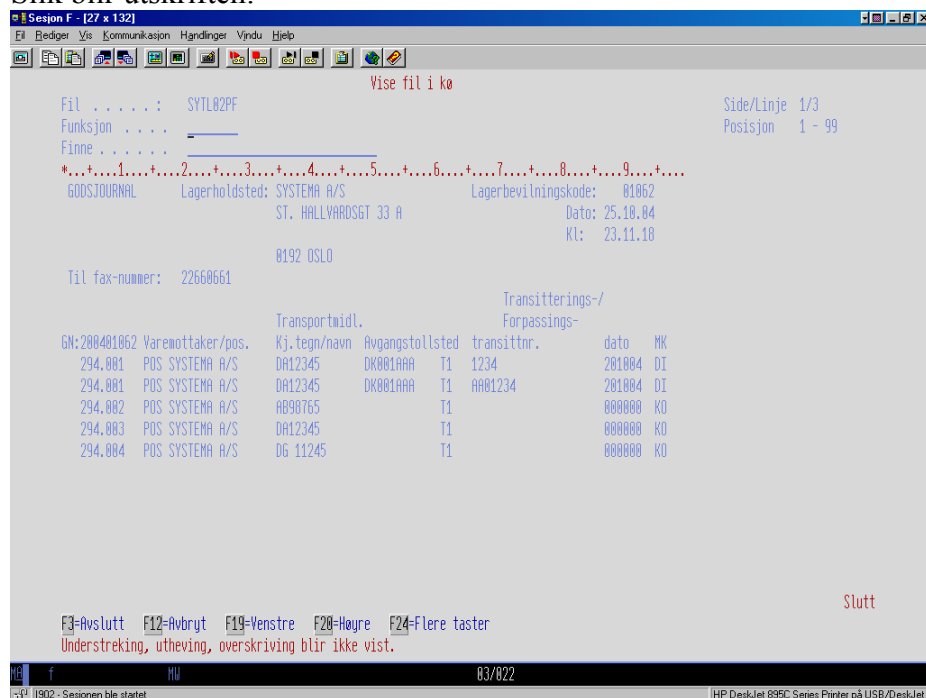 Slik blir utskriften:
Sesjon F - [27 x 132]
Fil Rediger Vis Kommunikasjon Handlinger Vindu Hjelp
Vise fil i kø
Fil . . . . . : SYTL02PF Side/Linje 1/3
Funksjon . . . . Posisjon 1 - 99
Finne . . . . . .
*...+....1....+....2....+....3....+....4....+....5....+....6....+....7....+....8....+....9....+....
GODSJOURNAL Lagerholdsted: SYSTEMA A/S Lagerbevilningskode: 01062
ST. HALLVARDSGT 33 A Dato: 25.10.04
Kl: 23.11.18
0192 OSLO
Til fax-nummer: 22660661
Transitterings-/
Transportmidl. Forpassings-
GN:200401062 Varemottaker/pos. Kj.tegn/navn Avgangstollsted transittnr. dato MK
294.001 POS SYSTEMA A/S DA12345 DK001AAA T1 1234 201004 DI
294.001 POS SYSTEMA A/S DA12345 DK001AAA T1 AA01234 201004 DI
294.002 POS SYSTEMA A/S AB98765 T1 000000 KO
294.003 POS SYSTEMA A/S DA12345 T1 000000 KO
294.004 POS SYSTEMA A/S DG 11245 T1 000000 KO
Slutt
F3=Avslutt F12=Avbryt F19=Venstre F20=Høyre F24=Flere taster
Understreking, utheving, overskriving blir ikke vist.
MA f MW 03/022
I902 - Sesjonen ble startet HP DeskJet 895C Series Printer på USB/DeskJet